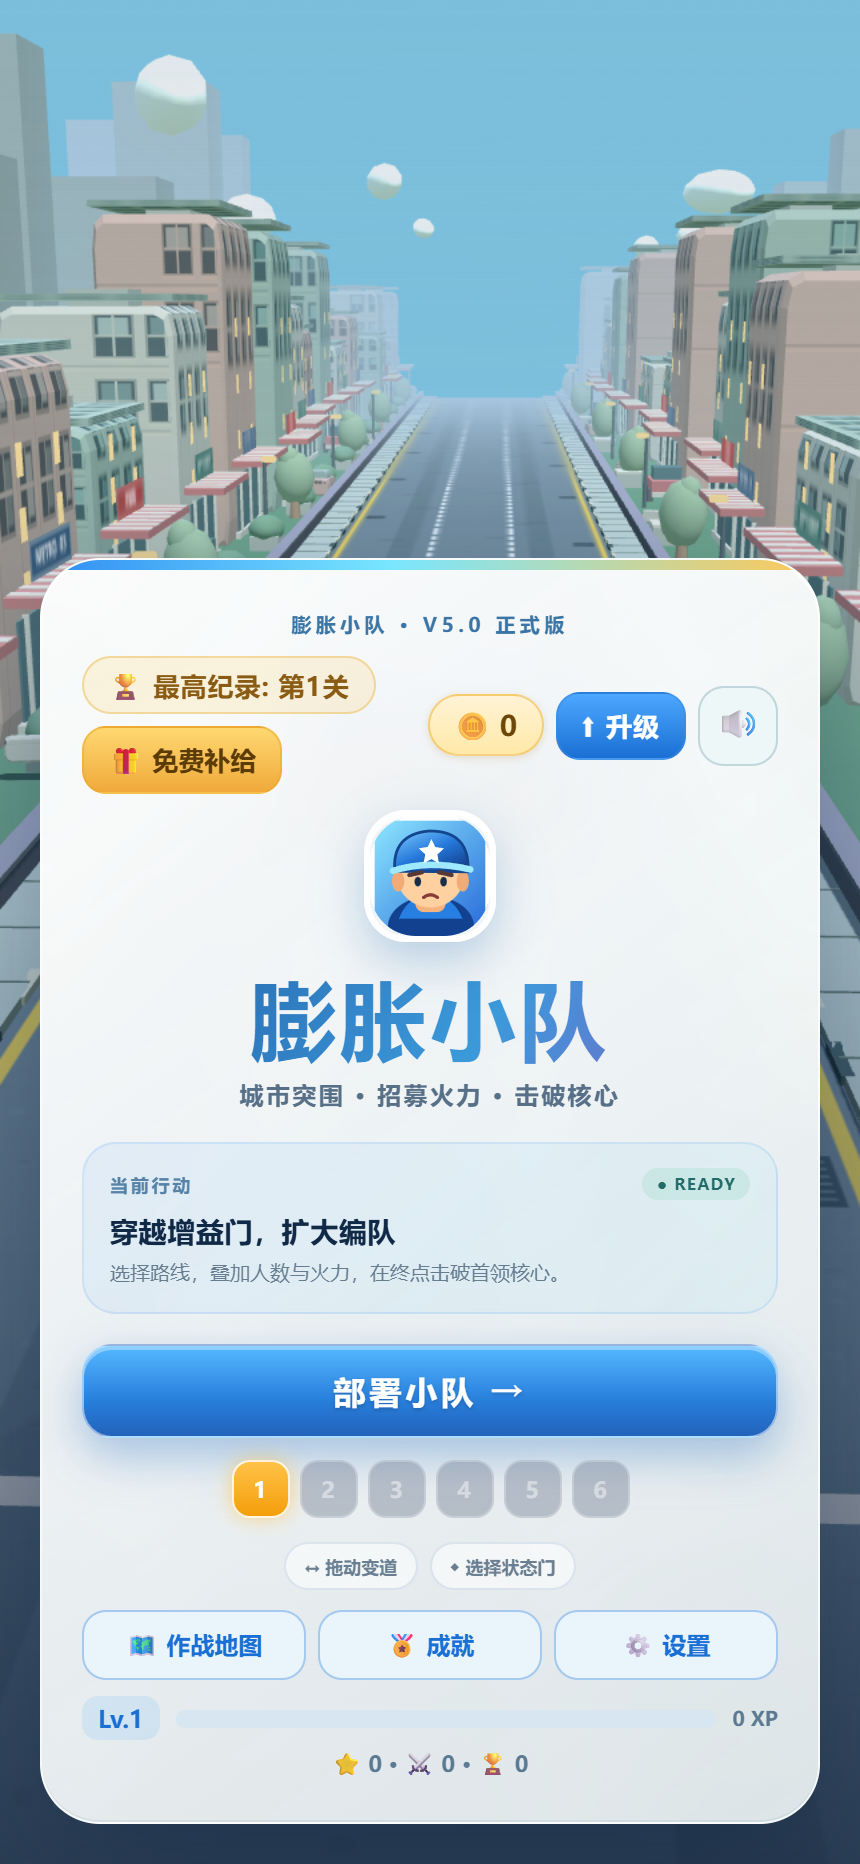 膨胀小队 • V5.0 正式版
🏆 最高纪录: 第1关
🎁 免费补给
0
⬆ 升级
膨胀小队
城市突围 • 招募火力 • 击破核心
当前行动
● READY
穿越增益门，扩大编队
选择路线，叠加人数与火力，在终点击破首领核心。
部署小队 →
1 2 3 4 5 6
↔ 拖动变道
◆ 选择状态门
作战地图
成就
设置
Lv.1
0 XP
⭐ 0 • ⚔ 0 • 🏆 0